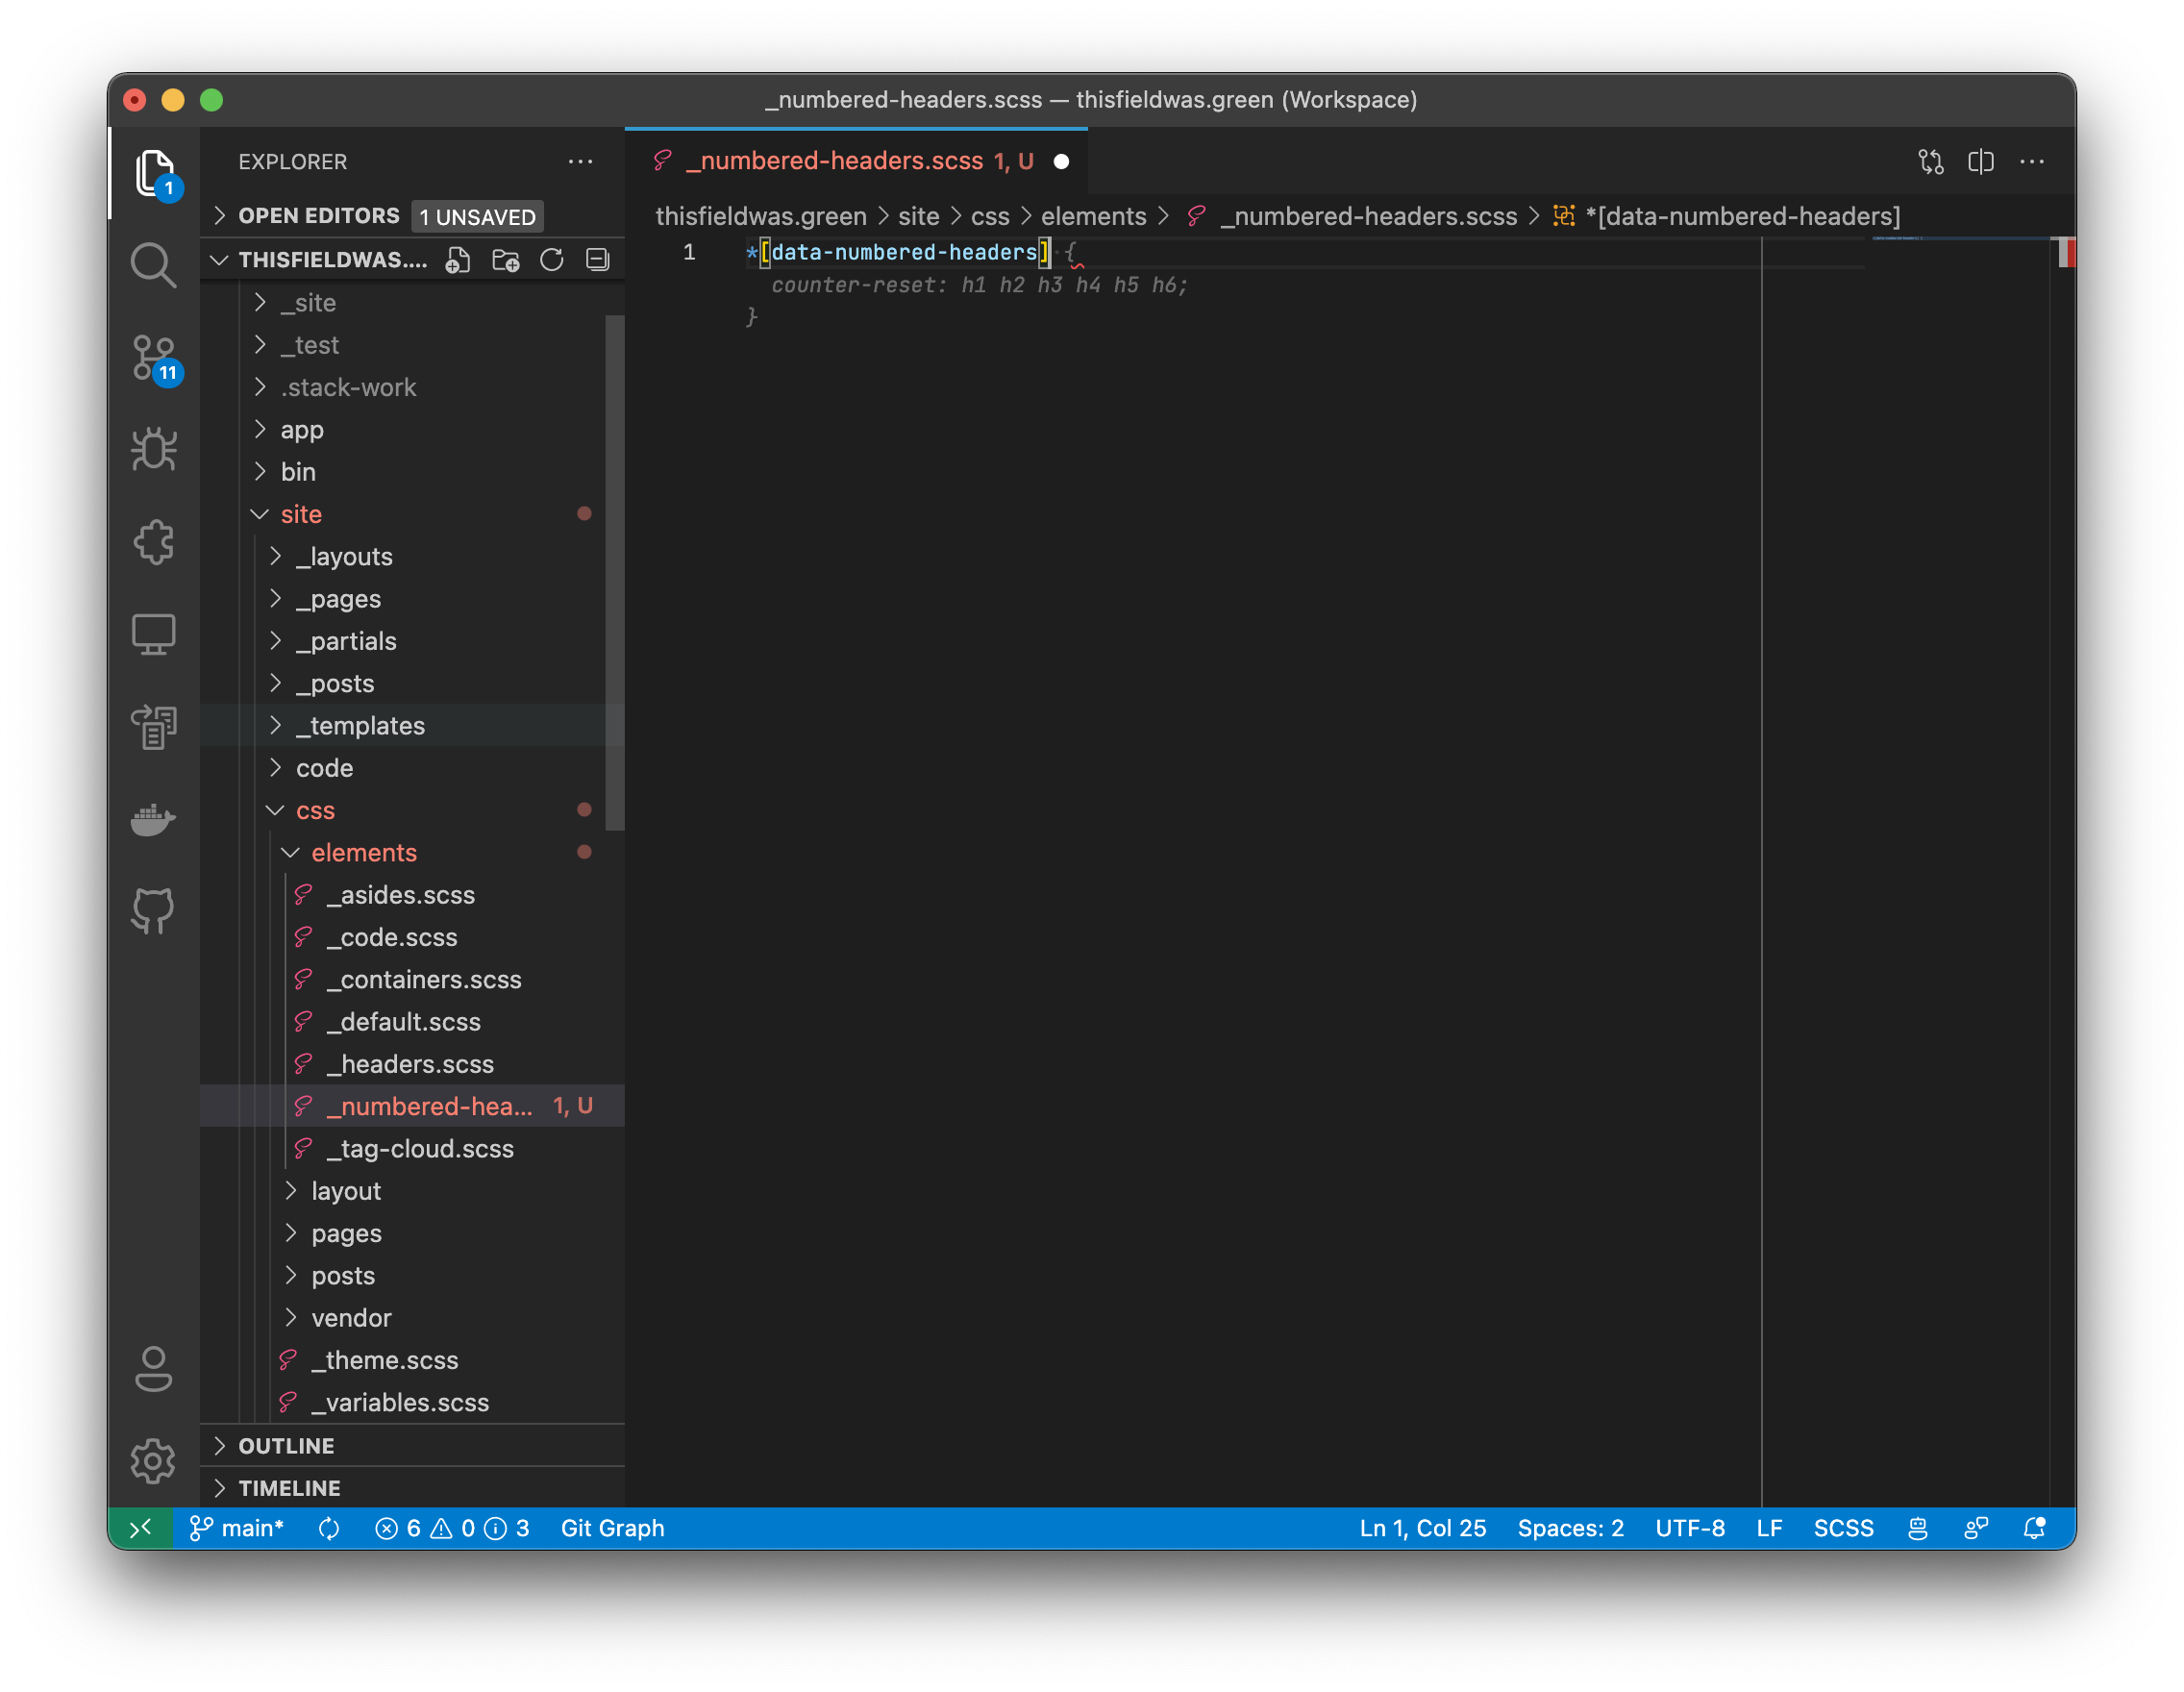 _numbered-headers.scss — thisfieldwas.green (Workspace)
EXPLORER
OPEN EDITORS 1 UNSAVED
THISFIELDWAS....
_site
_test
.stack-work
app
bin
site
_layouts
_pages
_partials
_posts
_templates
code
css
elements
_asides.scss
_code.scss
_containers.scss
_default.scss
_headers.scss
_numbered-hea... 1, U
_tag-cloud.scss
layout
pages
posts
vendor
_theme.scss
_variables.scss
OUTLINE
TIMELINE
1
11
_numbered-headers.scss 1, U
thisfieldwas.green > site > css > elements > _numbered-headers.scss > *[data-numbered-headers]
1 *[data-numbered-headers] {
counter-reset: h1 h2 h3 h4 h5 h6;
}
main* 6 0 3 Git Graph Ln 1, Col 25 Spaces: 2 UTF-8 LF SCSS